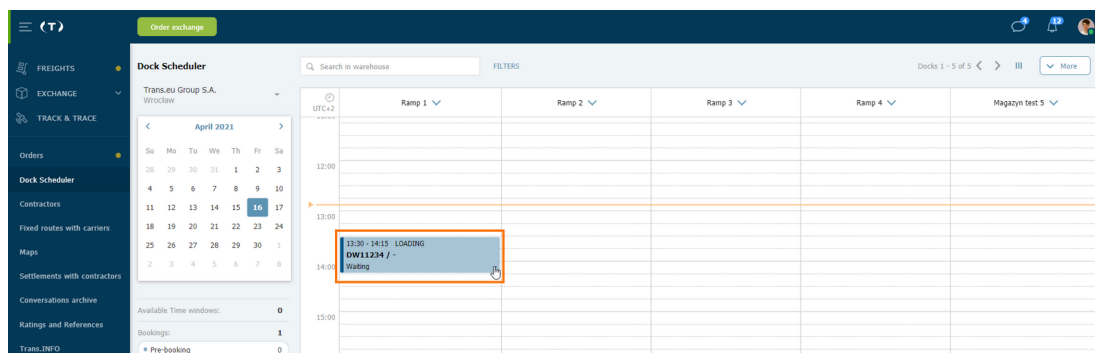 (T)
Order exchange
4
12
FREIGHTS
EXCHANGE
TRACK & TRACE
Orders
Dock Scheduler
Contractors
Fixed routes with carriers
Maps
Settlements with contractors
Conversations archive
Ratings and References
Trans.INFO
Dock Scheduler
Trans.eu Group S.A.
Wroclaw
April 2021
Su Mo Tu We Th Fr Sa
28 29 30 31 1 2 3
4 5 6 7 8 9 10
11 12 13 14 15 16 17
18 19 20 21 22 23 24
25 26 27 28 29 30 1
2 3 4 5 6 7 8
Available Time windows: 0
Bookings: 1
Pre-booking 0
Search in warehouse
FILTERS
Docks 1 - 5 of 5
More
UTC+2
Ramp 1
Ramp 2
Ramp 3
Ramp 4
Magazyn test 5
12:00
13:00
13:30 - 14:15 LOADING
DW11234 / -
Waiting
14:00
15:00